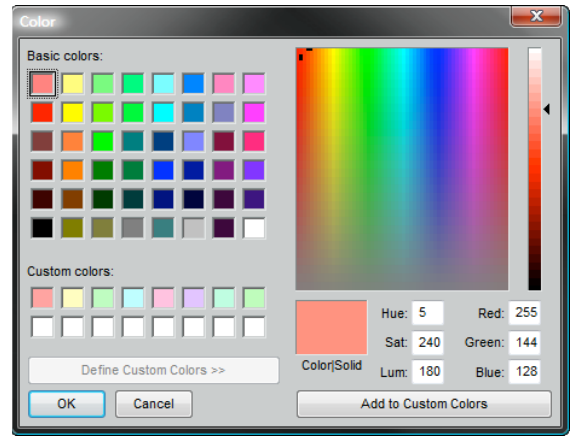 Color
Basic colors:
Custom colors:
Define Custom Colors >>
OK Cancel
Color|Solid
Hue: 5 Red: 255
Sat: 240 Green: 144
Lum: 180 Blue: 128
Add to Custom Colors